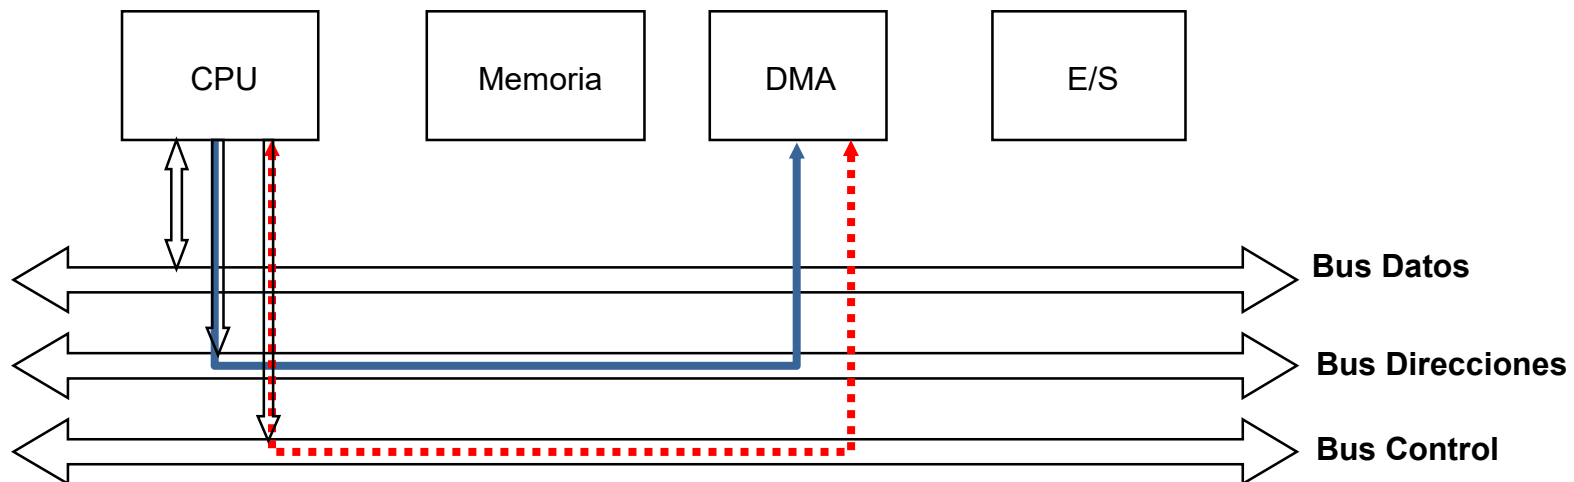 CPU
Memoria
DMA
E/S
Bus Datos
Bus Direcciones
Bus Control